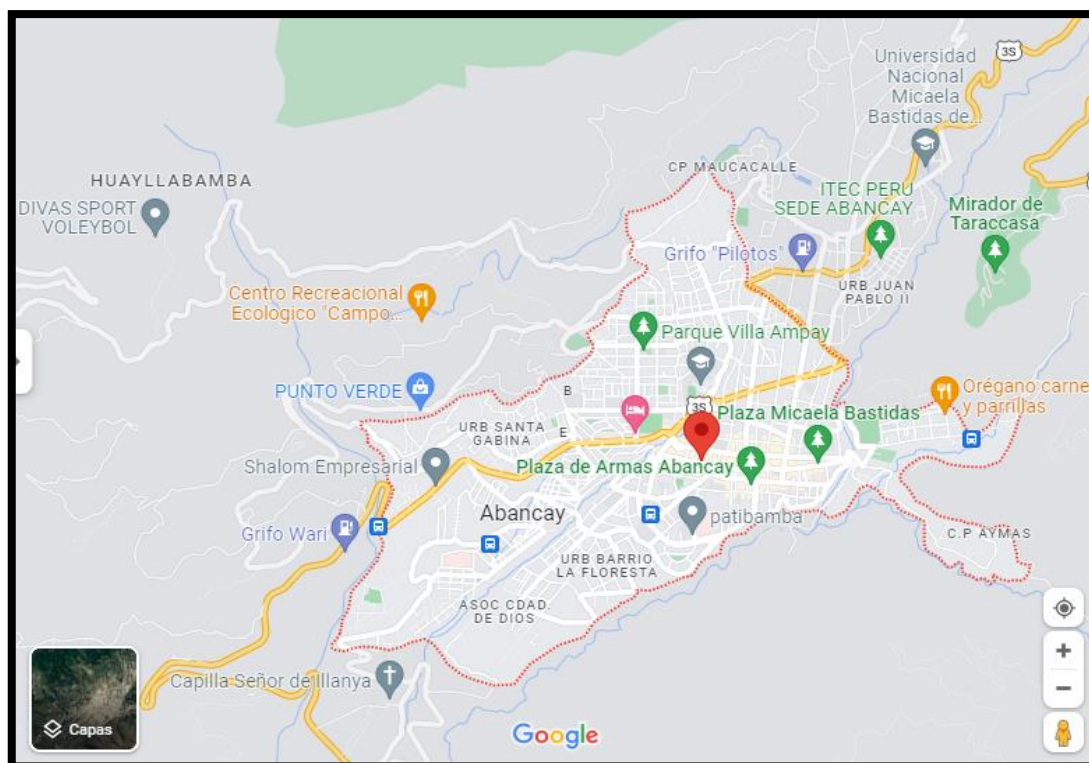 3S
Universidad
Nacional
Micaela
Bastidas de...
CP MAUCACALLE
HUAYLLABAMBA
DIVAS SPORT
VOLEYBOL
ITEC PERU
SEDE ABANCAY
Mirador de
Taraccasa
Grifo "Pilotos"
URB JUAN
PABLO II
Centro Recreacional
Ecologico "Campo...
Parque Villa Ampay
PUNTO VERDE
B
Orégano carne
y parrillas
3S
Plaza Micaela Bastidas
URB SANTA
GABINA
E
Shalom Empresarial
Plaza de Armas Abancay
Abancay
patibamba
Grifo Wari
C.P AYMAS
URB BARRIO
LA FLORESTA
ASOC CDAD.
DE DIOS
Capilla Señor de Illanya
Capas
Google